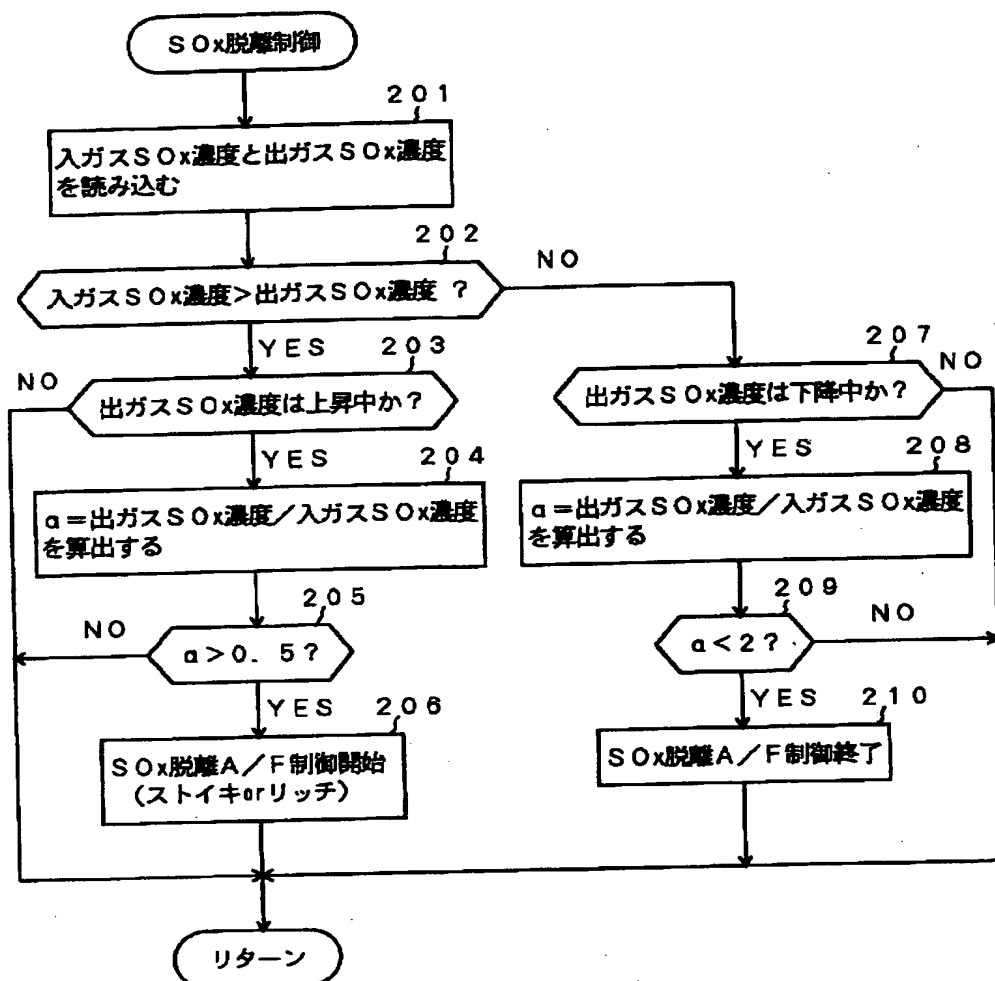 SOx脱離制御
201
入ガスSOx濃度と出ガスSOx濃度
を読み込む
202
入ガスSOx濃度>出ガスSOx濃度 ?
NO
YES
203
NO
出ガスSOx濃度は上昇中か?
207
NO
出ガスSOx濃度は下降中か?
YES
204
α=出ガスSOx濃度/入ガスSOx濃度
を算出する
YES
208
α=出ガスSOx濃度/入ガスSOx濃度
を算出する
205
NO
α>0.5?
209
NO
α<2?
YES
206
SOx脱離A/F制御開始
(ストイキorリッチ)
YES
210
SOx脱離A/F制御終了
リターン